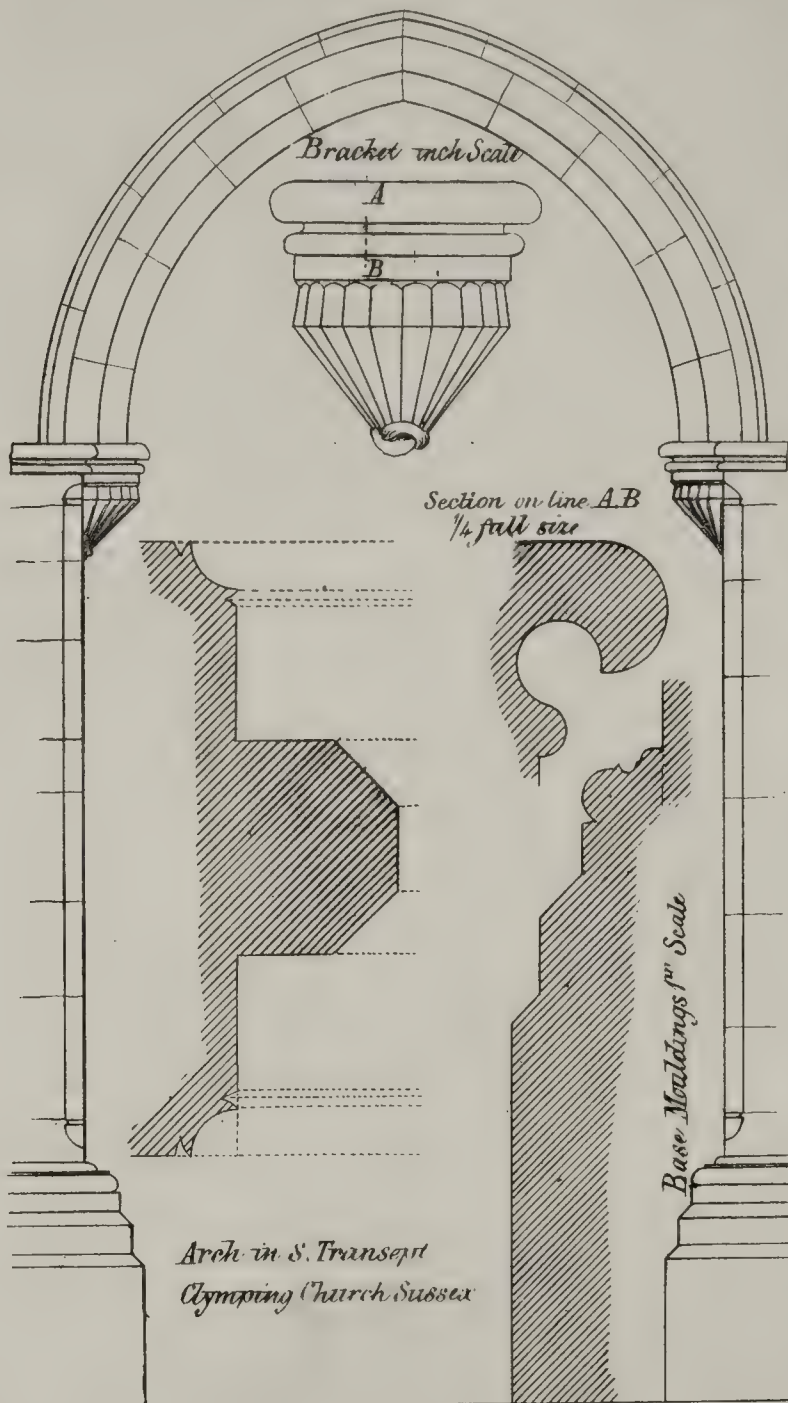 Bracket inch Scale
A
B
Section on line A.B
1/4 full size
Base Mouldings 1in Scale
Arch in S. Transept
Clymping Church Sussex